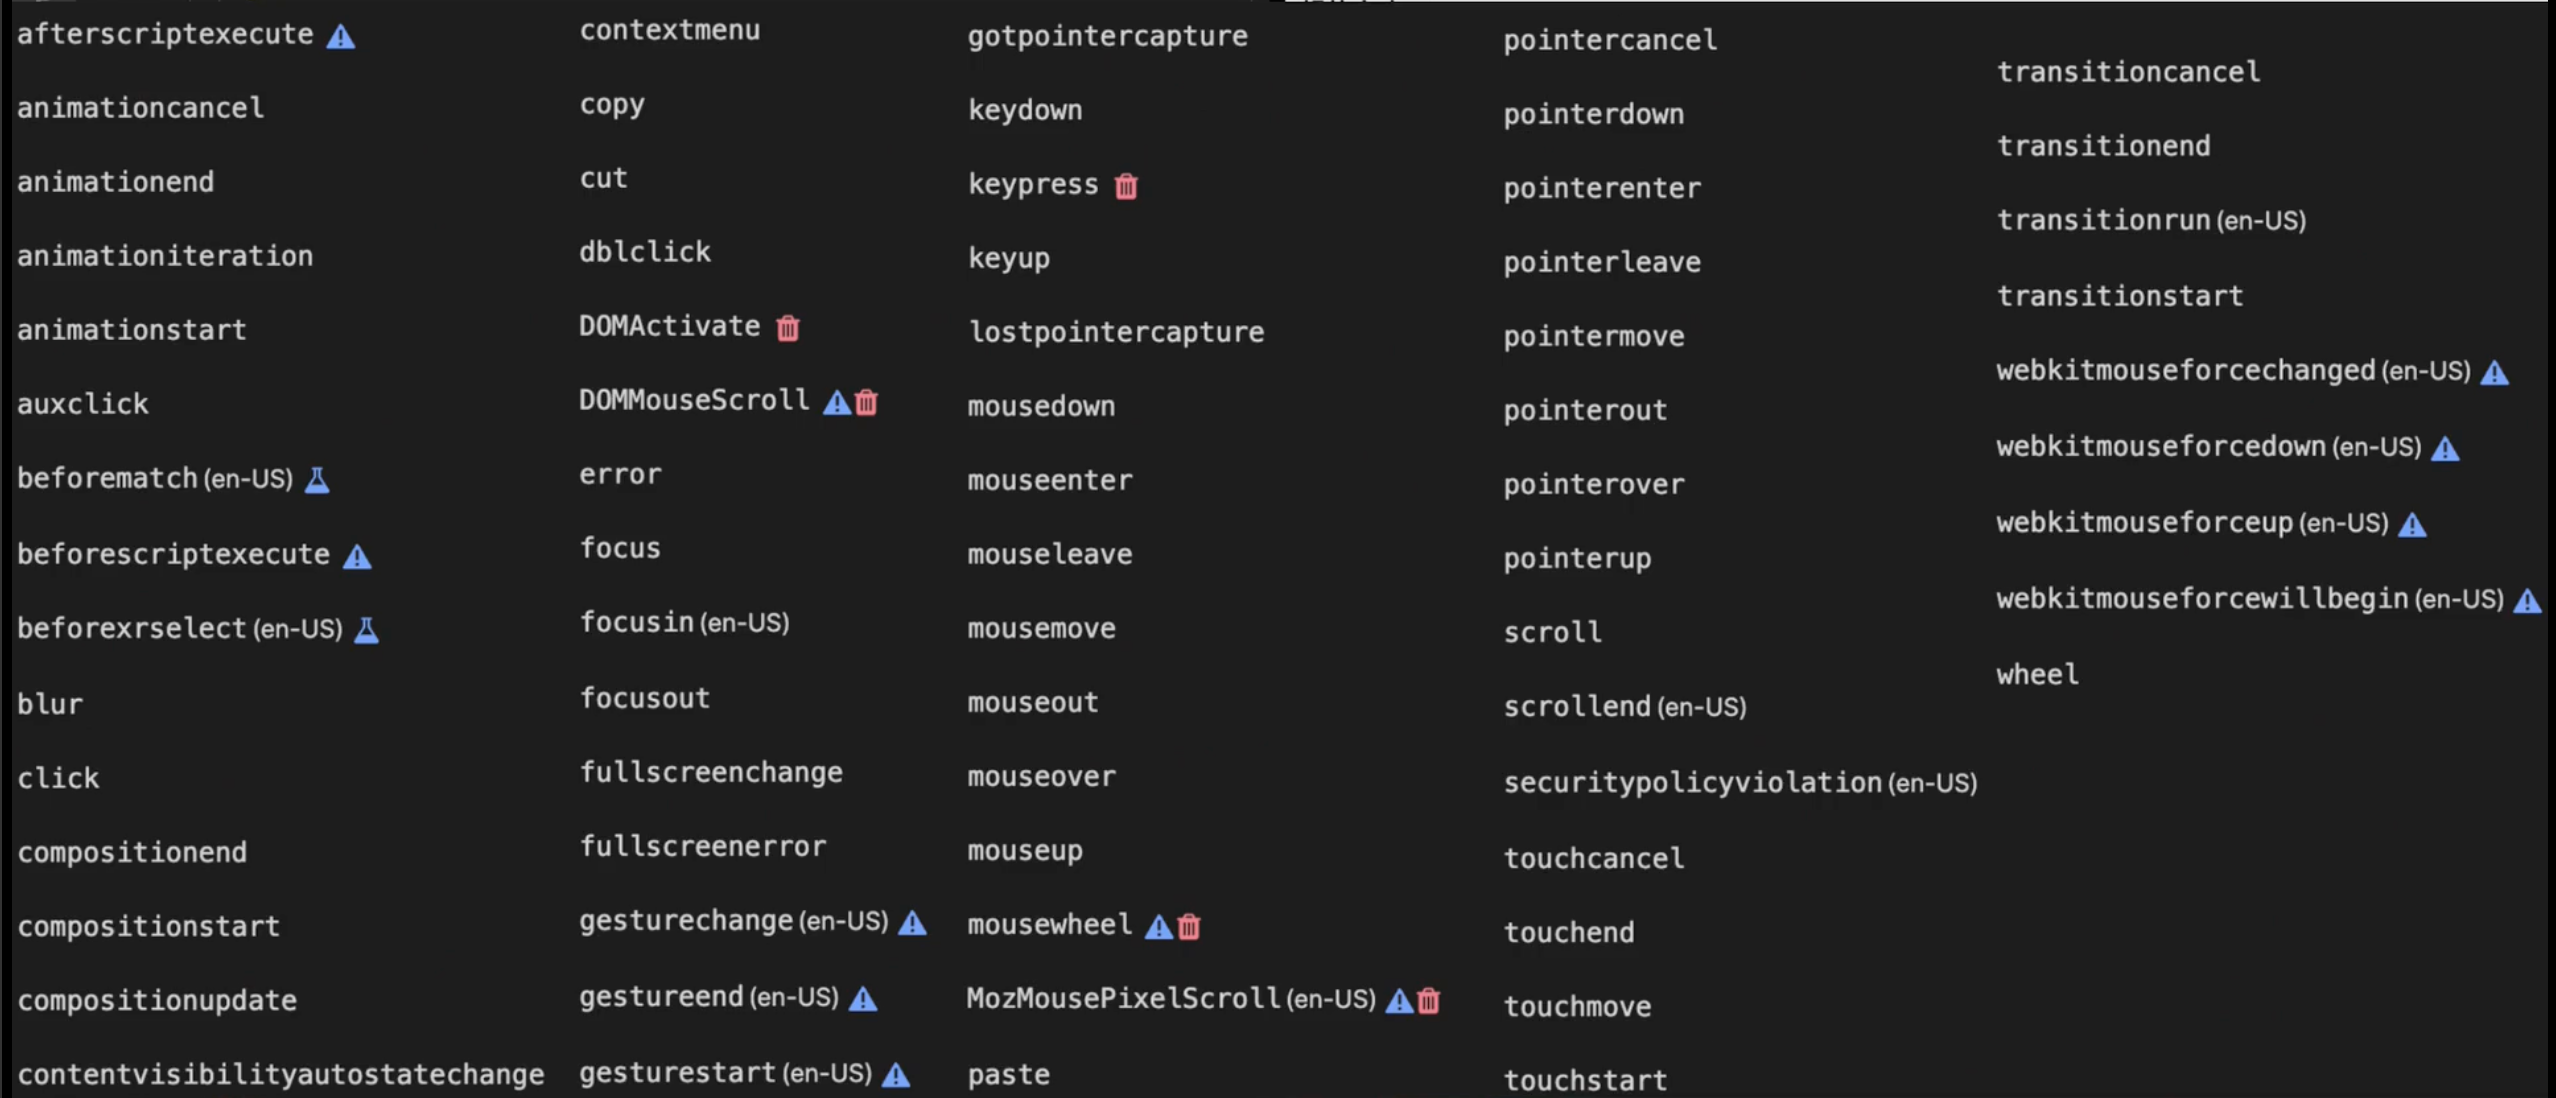 afterscriptexecute
animationcancel
animationend
animationiteration
animationstart
auxclick
beforematch (en-US)
beforescriptexecute
beforexrselect (en-US)
blur
click
compositionend
compositionstart
compositionupdate
contentvisibilityautostatechange
contextmenu
copy
cut
dblclick
DOMActivate
DOMMouseScroll
error
focus
focusin (en-US)
focusout
fullscreenchange
fullscreenerror
gesturechange (en-US)
gestureend (en-US)
gesturestart (en-US)
gotpointercapture
keydown
keypress
keyup
lostpointercapture
mousedown
mouseenter
mouseleave
mousemove
mouseout
mouseover
mouseup
mousewheel
MozMousePixelScroll (en-US)
paste
pointercancel
pointerdown
pointerenter
pointerleave
pointermove
pointerout
pointerover
pointerup
scroll
scrollend (en-US)
securitypolicyviolation (en-US)
touchcancel
touchend
touchmove
touchstart
transitioncancel
transitionend
transitionrun (en-US)
transitionstart
webkitmouseforcechanged (en-US)
webkitmouseforcedown (en-US)
webkitmouseforceup (en-US)
webkitmouseforcewillbegin (en-US)
wheel